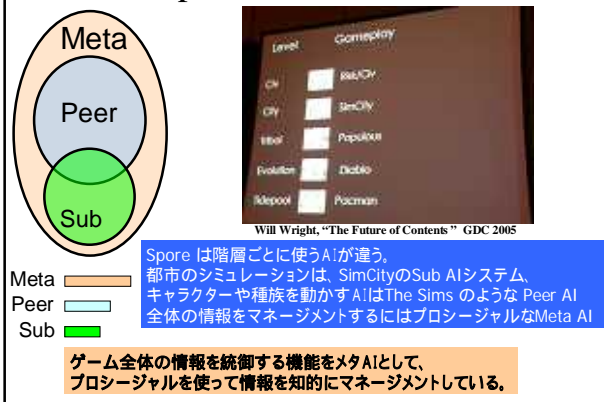 Meta
Peer
Sub
Level Gameplay
Civ Risk/Civ
City SimCity
Tribal Populous
Evolution Diablo
Tidepool Pacman
Will Wright, “The Future of Contents ” GDC 2005
Spore は階層ごとに使うAIが違う。
都市のシミュレーションは、SimCityのSub AIシステム、
キャラクターや種族を動かすAIはThe Sims のような Peer AI
全体の情報をマネージメントするにはプロシージャルなMeta AI
Meta
Peer
Sub
ゲーム全体の情報を統御する機能をメタAIとして、
プロシージャルを使って情報を知的にマネージメントしている。